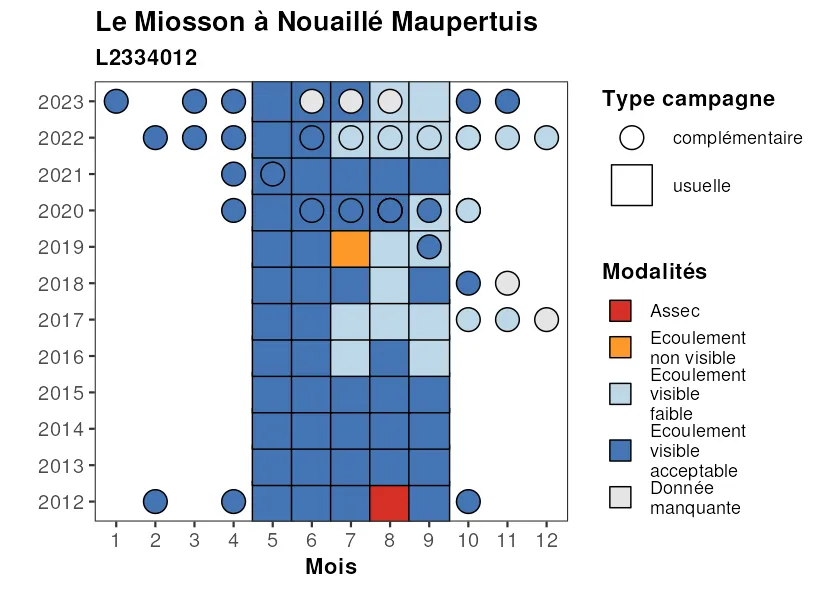 Le Miosson à Nouaillé Maupertuis
L2334012
2023
2022
2021
2020
2019
2018
2017
2016
2015
2014
2013
2012
1 2 3 4 5 6 7 8 9 10 11 12
Mois
Type campagne
complémentaire
usuelle
Modalités
Assec
Ecoulement
non visible
Ecoulement
visible
faible
Ecoulement
visible
acceptable
Donnée
manquante